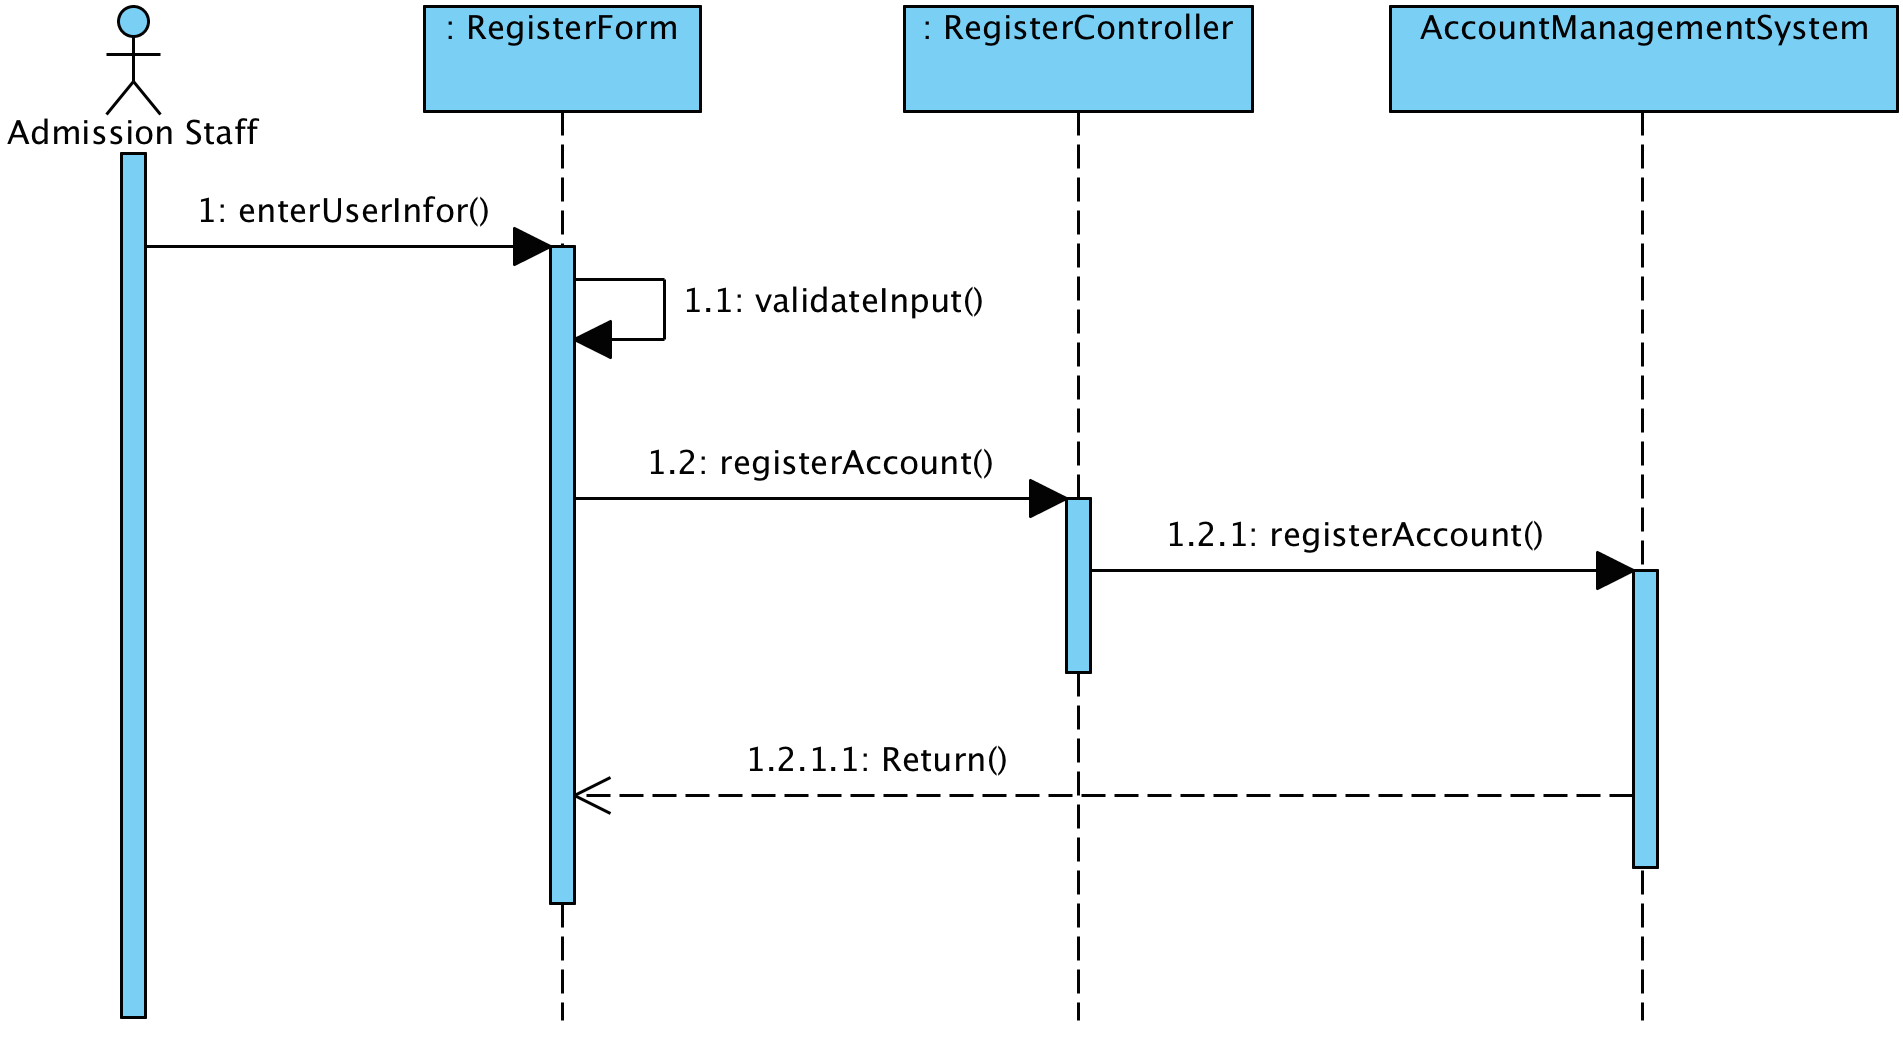 : RegisterForm
: RegisterController
AccountManagementSystem
Admission Staff
1: enterUserInfor()
1.1: validateInput()
1.2: registerAccount()
1.2.1: registerAccount()
1.2.1.1: Return()